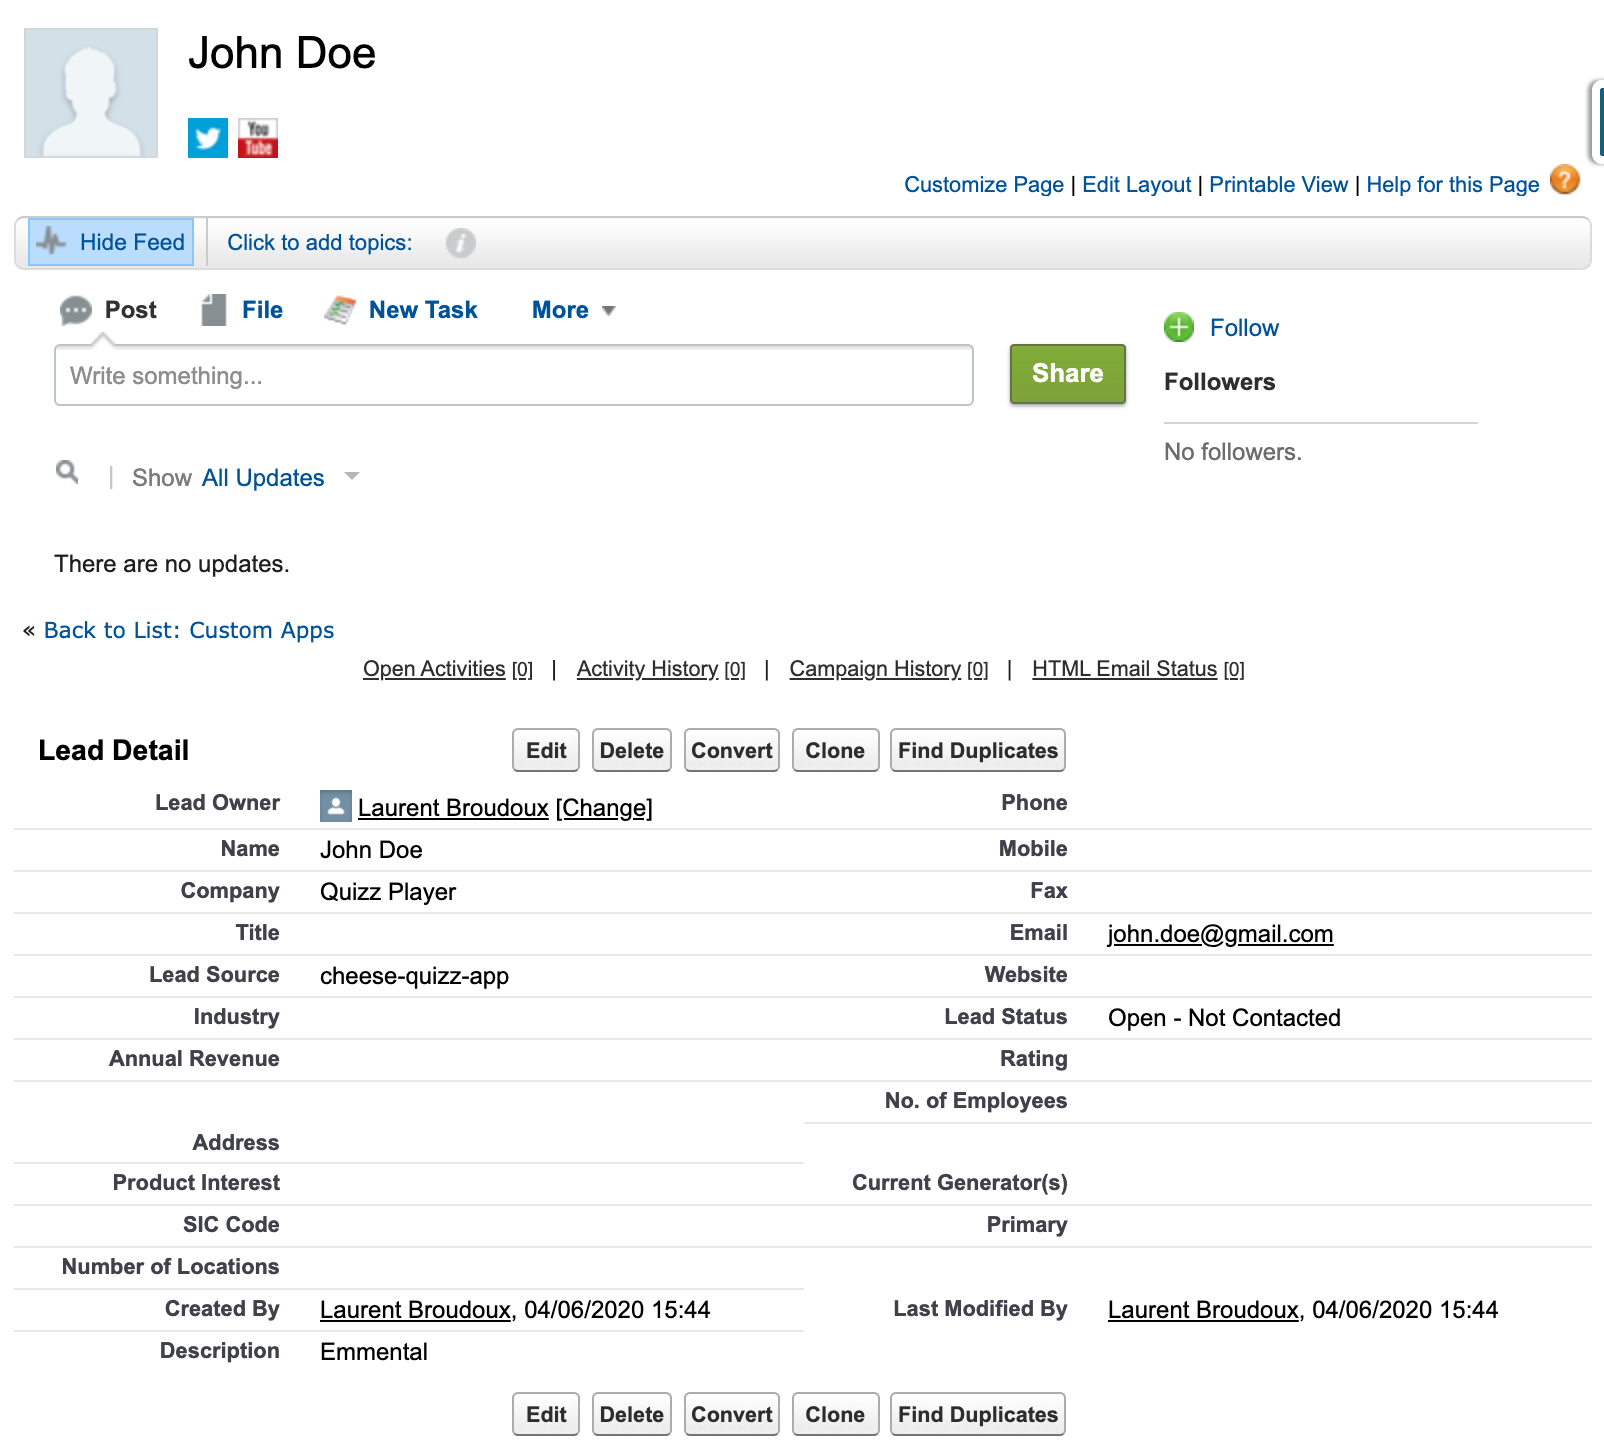 John Doe
You
Tube
Customize Page | Edit Layout | Printable View | Help for this Page ?
Hide Feed Click to add topics: i
Post File New Task More
Follow
Write something... Share
Followers
No followers.
| Show All Updates
There are no updates.
« Back to List: Custom Apps
Open Activities [0] | Activity History [0] | Campaign History [0] | HTML Email Status [0]
Lead Detail Edit Delete Convert Clone Find Duplicates
Lead Owner Laurent Broudoux [Change] Phone
Name John Doe Mobile
Company Quizz Player Fax
Title Email john.doe@gmail.com
Lead Source cheese-quizz-app Website
Industry Lead Status Open - Not Contacted
Annual Revenue Rating
No. of Employees
Address
Product Interest Current Generator(s)
SIC Code Primary
Number of Locations
Created By Laurent Broudoux, 04/06/2020 15:44 Last Modified By Laurent Broudoux, 04/06/2020 15:44
Description Emmental
Edit Delete Convert Clone Find Duplicates